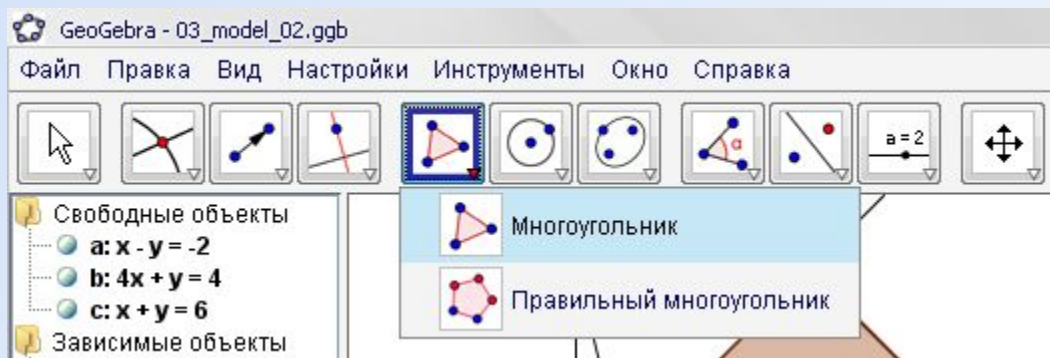 GeoGebra - 03_model_02.ggb
Файл Правка Вид Настройки Инструменты Окно Справка
α a = 2
Свободные объекты
a: x - y = -2
b: 4x + y = 4
c: x + y = 6
Зависимые объекты
Многоугольник
Правильный многоугольник